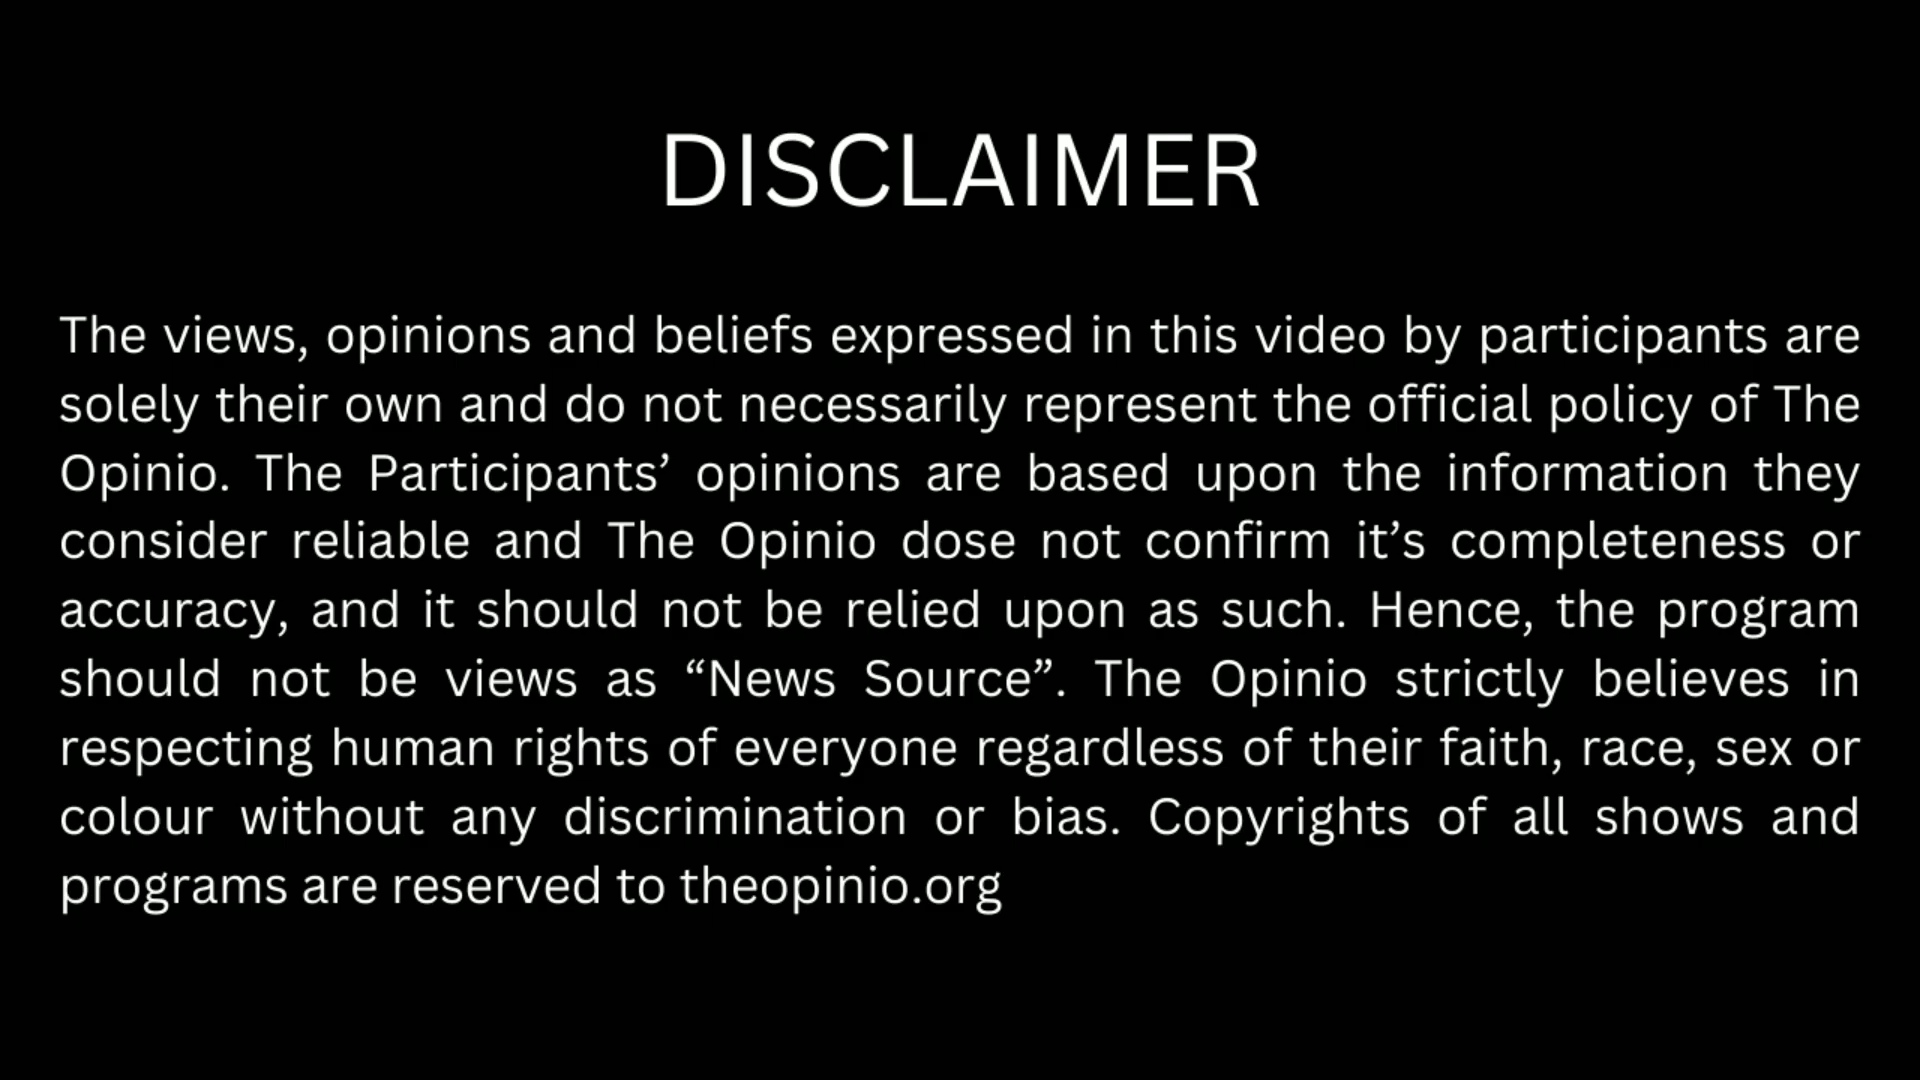 DISCLAIMER
The views, opinions and beliefs expressed in this video by participants are
solely their own and do not necessarily represent the official policy of The
Opinio. The Participants’ opinions are based upon the information they
consider reliable and The Opinio dose not confirm it’s completeness or
accuracy, and it should not be relied upon as such. Hence, the program
should not be views as “News Source”. The Opinio strictly believes in
respecting human rights of everyone regardless of their faith, race, sex or
colour without any discrimination or bias. Copyrights of all shows and
programs are reserved to theopinio.org